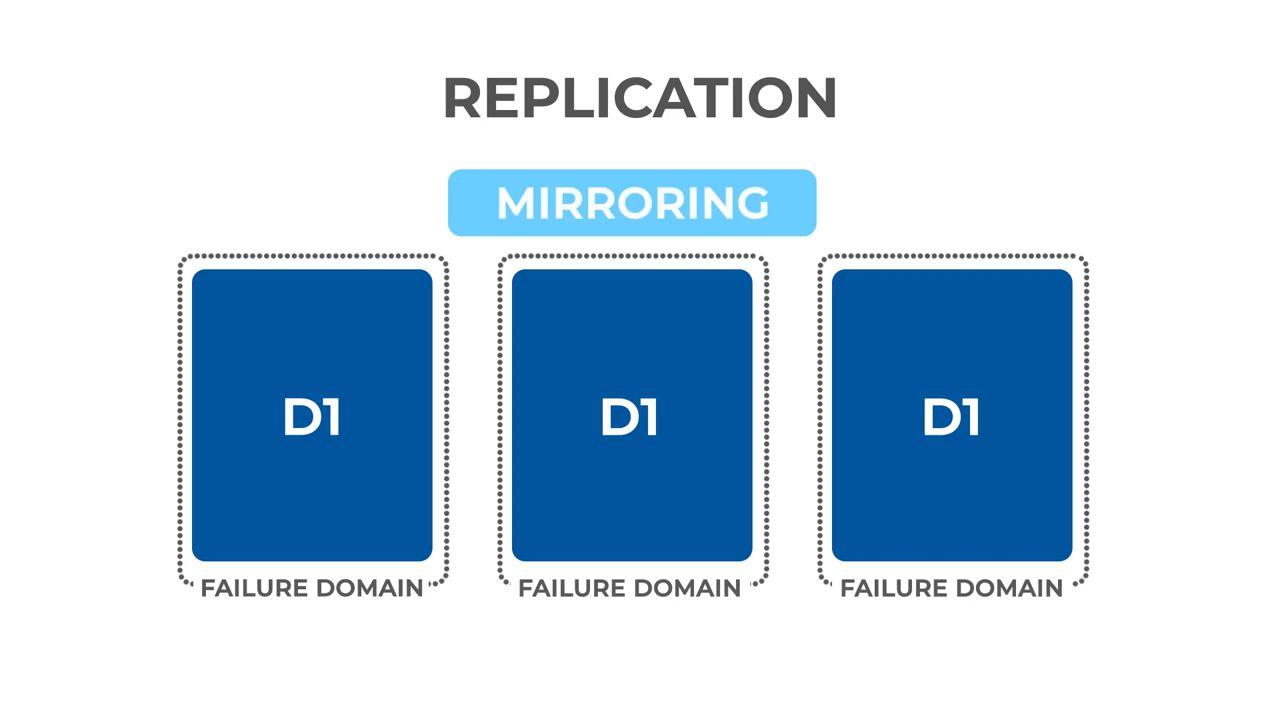 REPLICATION
MIRRORING
D1 D1 D1
FAILURE DOMAIN FAILURE DOMAIN FAILURE DOMAIN